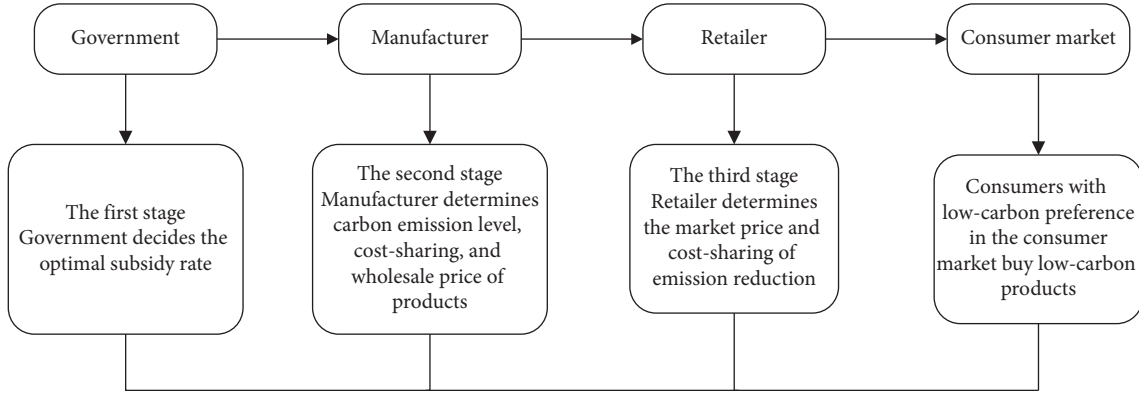 Government
Manufacturer
Retailer
Consumer market
The first stage
Government decides the
optimal subsidy rate
The second stage
Manufacturer determines
carbon emission level,
cost-sharing, and
wholesale price of
products
The third stage
Retailer determines
the market price and
cost-sharing of
emission reduction
Consumers with
low-carbon preference
in the consumer
market buy low-carbon
products